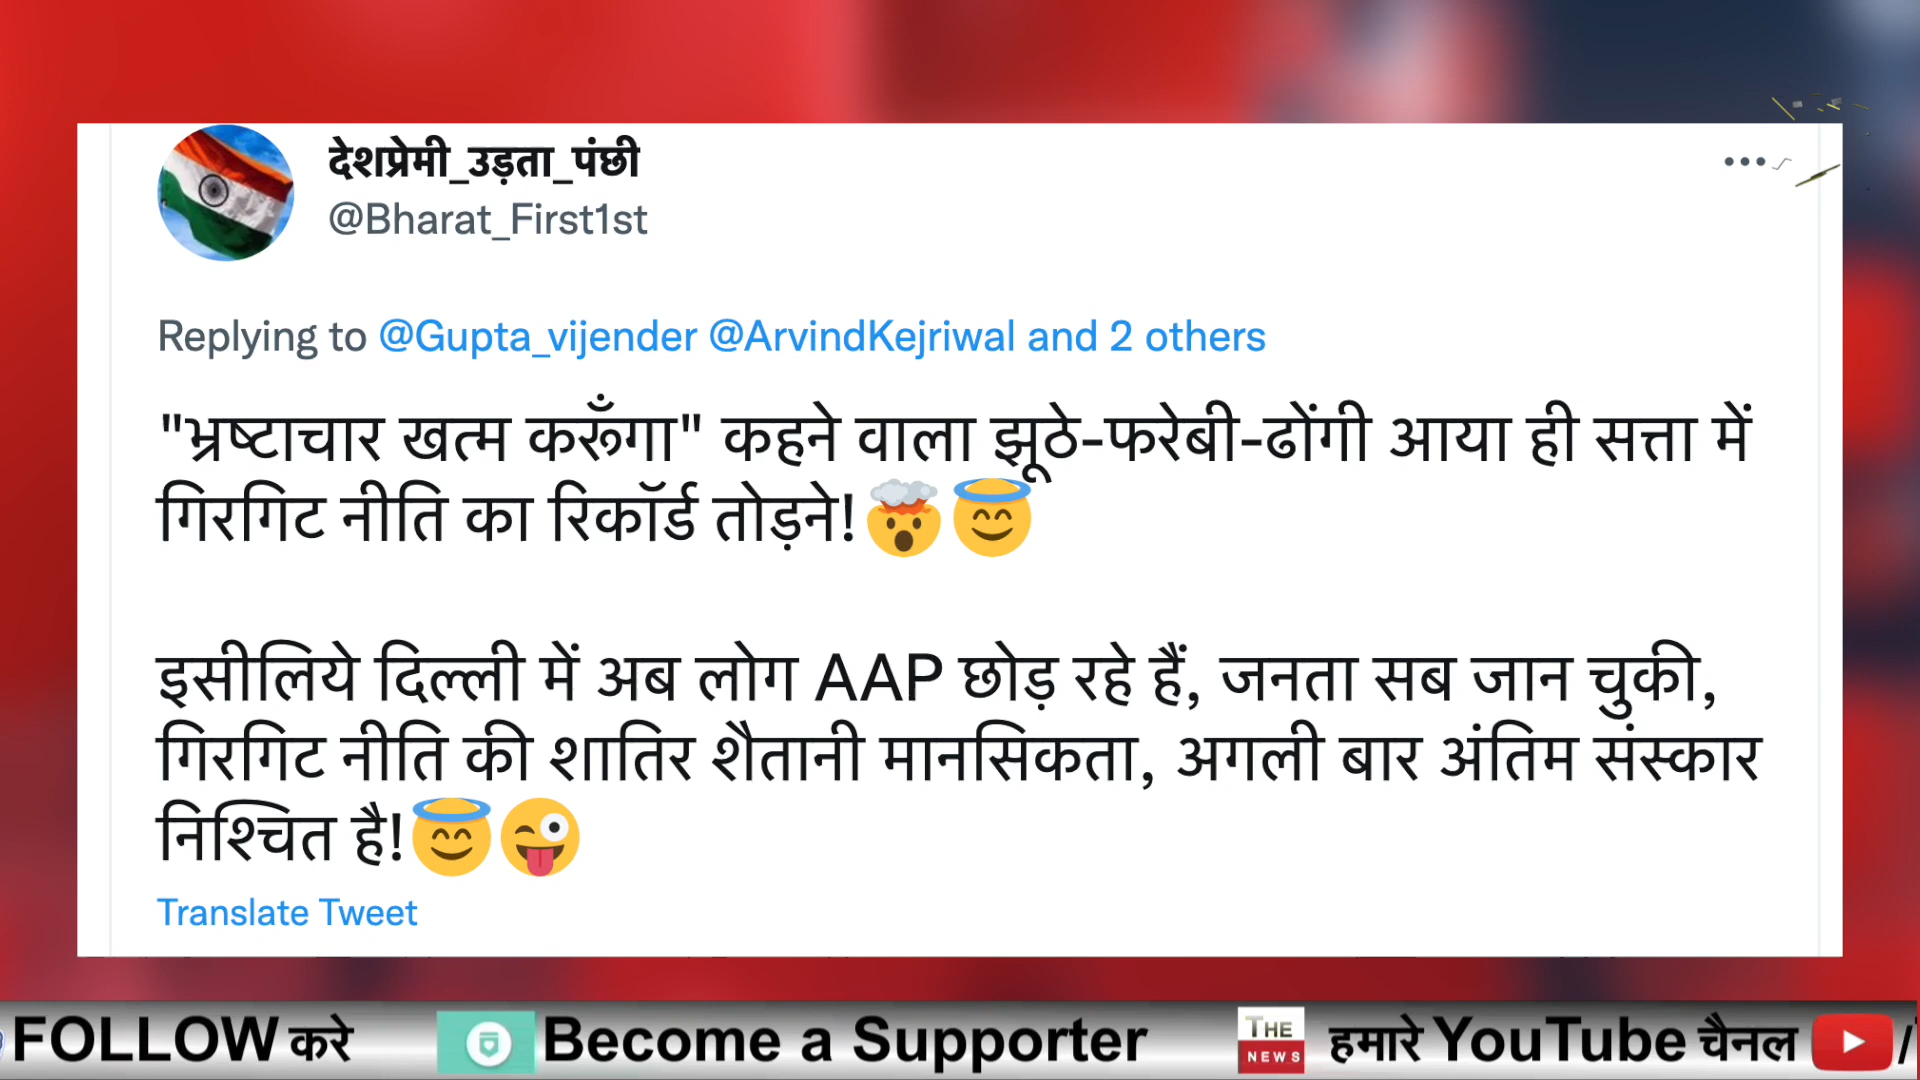 देशप्रेमी_उड़ता_पंछी
@Bharat_First1st
Replying to @Gupta_vijender @ArvindKejriwal and 2 others
"भ्रष्टाचार खत्म करूँगा" कहने वाला झूठे-फरेबी-ढोंगी आया ही सत्ता में
गिरगिट नीति का रिकॉर्ड तोड़ने!🤯😇
इसीलिये दिल्ली में अब लोग AAP छोड़ रहे हैं, जनता सब जान चुकी,
गिरगिट नीति की शातिर शैतानी मानसिकता, अगली बार अंतिम संस्कार
निश्चित है!😇😜
Translate Tweet
FOLLOW करे Become a Supporter THE NEWS हमारे YouTube चैनल /